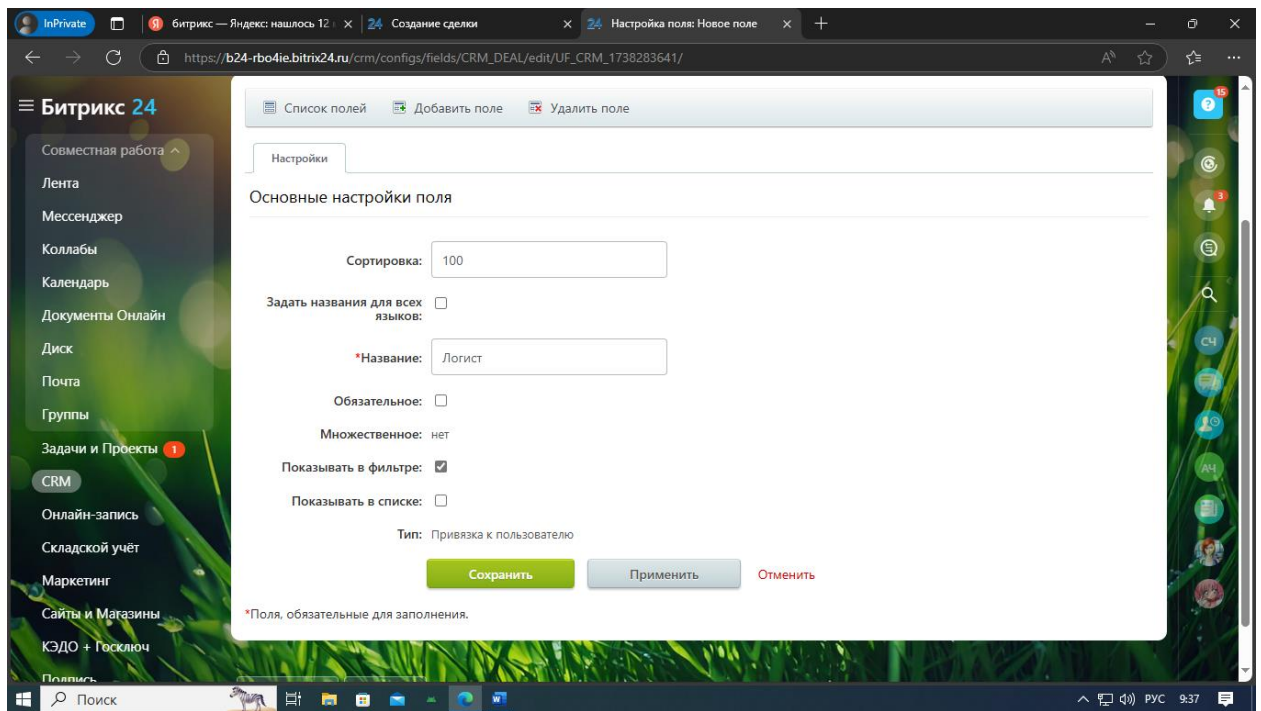 InPrivate
битрикс — Яндекс: нашлось 12
24 Создание сделки
24 Настройка поля: Новое поле
https://b24-rbo4ie.bitrix24.ru/crm/configs/fields/CRM_DEAL/edit/UF_CRM_1738283641/
Битрикс 24
Список полей
Добавить поле
Удалить поле
15
Совместная работа
Настройки
Лента
Основные настройки поля
3
Мессенджер
Коллабы
Сортировка: 100
Календарь
Задать названия для всех
языков:
Документы Онлайн
Диск
*Название: Логист
СЧ
Почта
Обязательное:
Группы
Множественное: нет
Задачи и Проекты 1
Показывать в фильтре:
АЧ
CRM
Показывать в списке:
Онлайн-запись
Тип: Привязка к пользователю
Складской учёт
Маркетинг
Сохранить
Применить
Отменить
Сайты и Магазины
*Поля, обязательные для заполнения.
КЭДО + Госключ
Подпись
Поиск
РУС 9:37